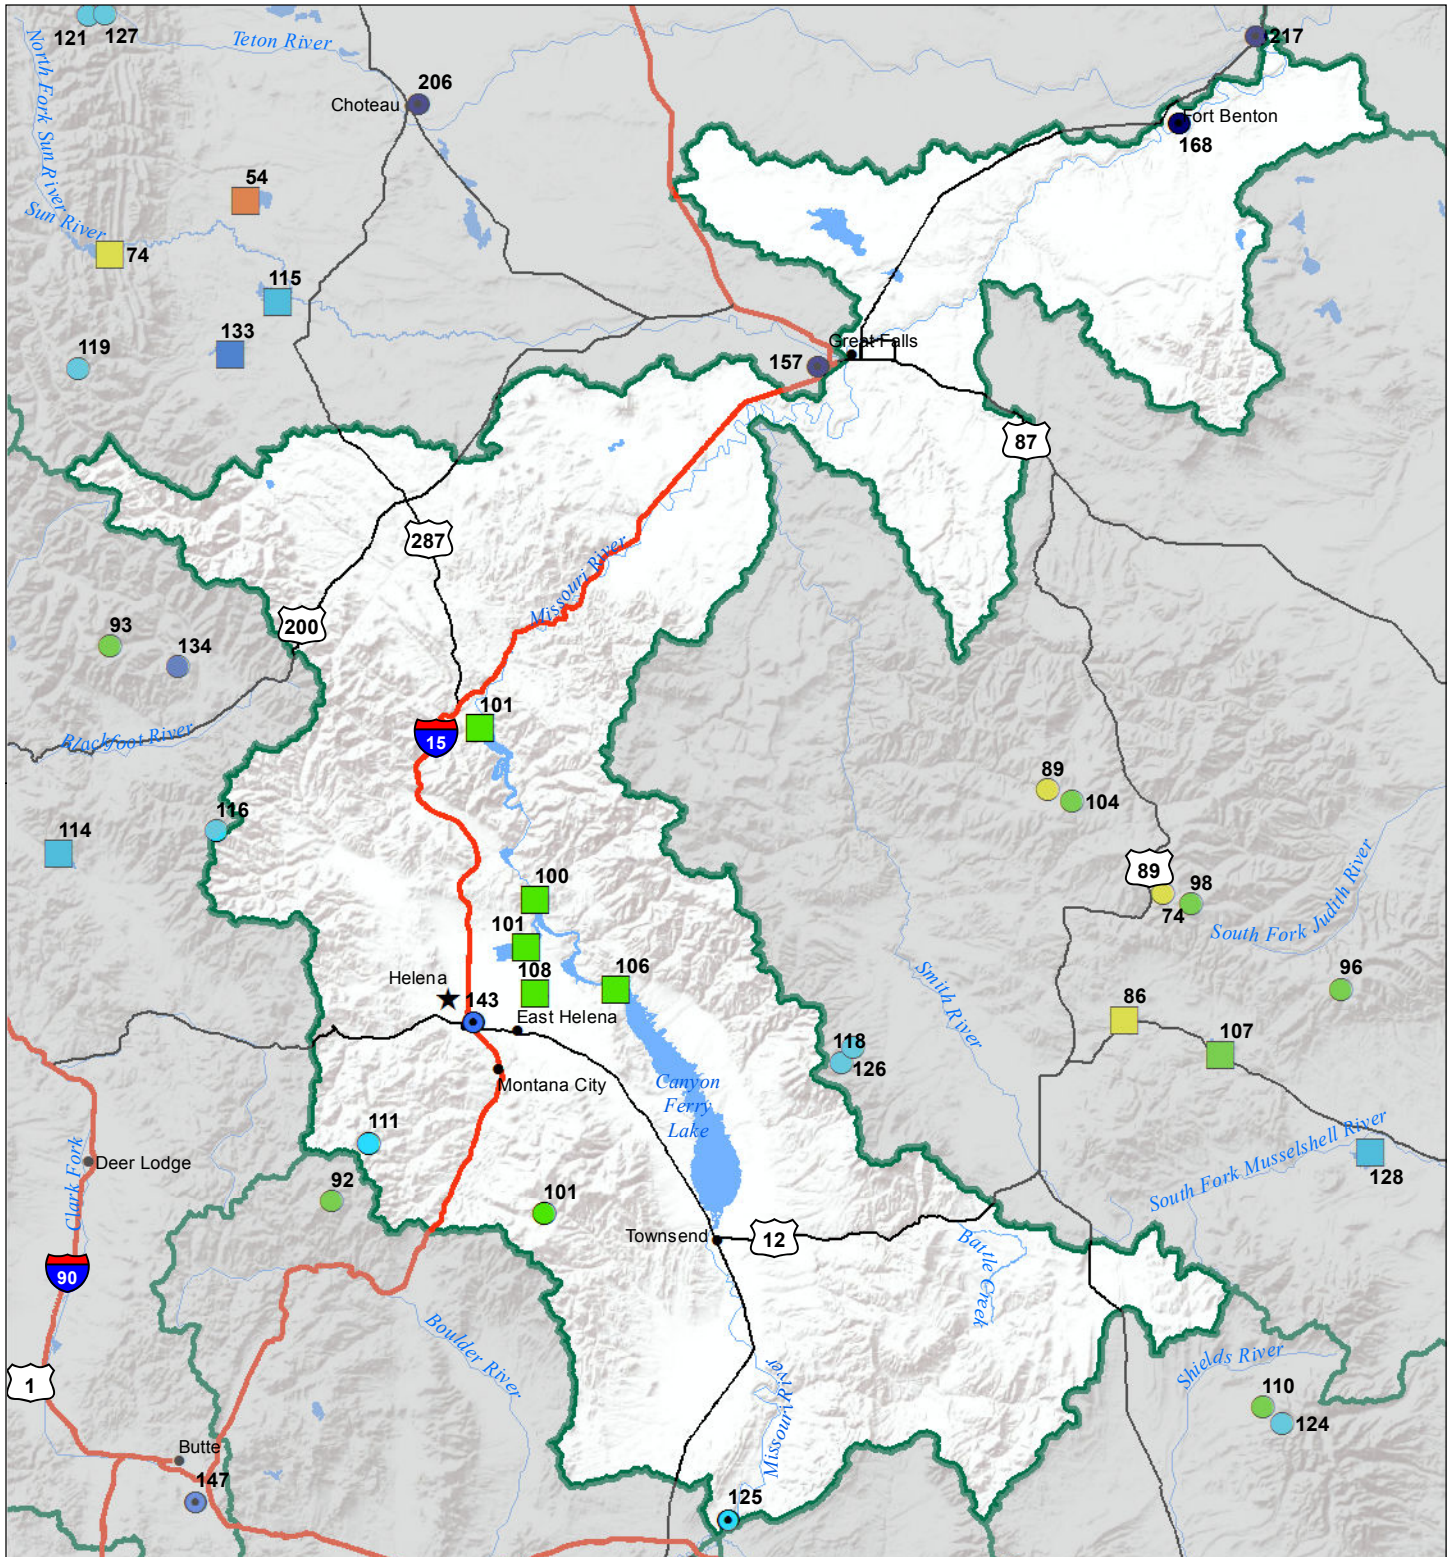 121
127
Teton River
217
North Fork Sun River
206
Choteau
Fort Benton
168
54
Sun River
74
115
133
119
Great Falls
157
87
287
Missouri River
200
93
134
Blackfoot River
101
15
89
104
116
114
89
74
98
South Fork Judith River
100
101
108
106
Helena
143
East Helena
Smith River
96
86
107
118
126
Montana City
Canyon
Ferry
Lake
111
Clark Fork
Deer Lodge
South Fork Musselshell River
128
92
101
Townsend
12
Battle Creek
90
Boulder River
Shields River
1
Missouri River
110
124
Butte
147
125